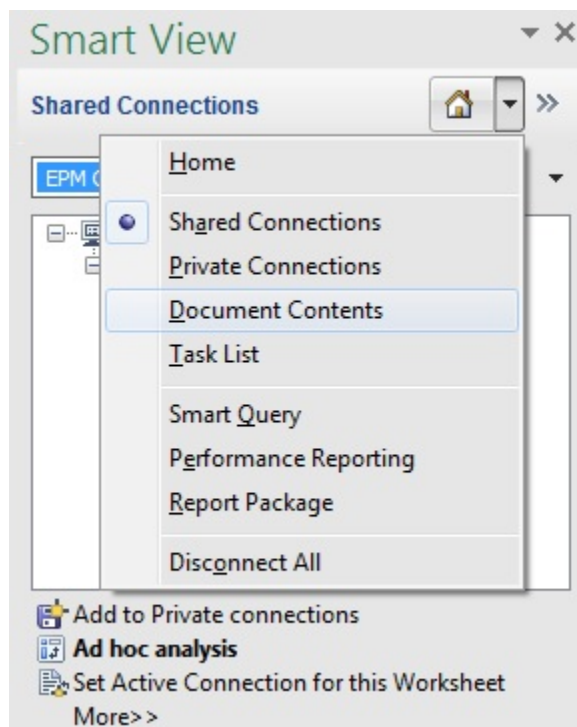 Smart View
Shared Connections
Home
EPM
Shared Connections
Private Connections
Document Contents
Task List
Smart Query
Performance Reporting
Report Package
Disconnect All
Add to Private connections
Ad hoc analysis
Set Active Connection for this Worksheet
More>>